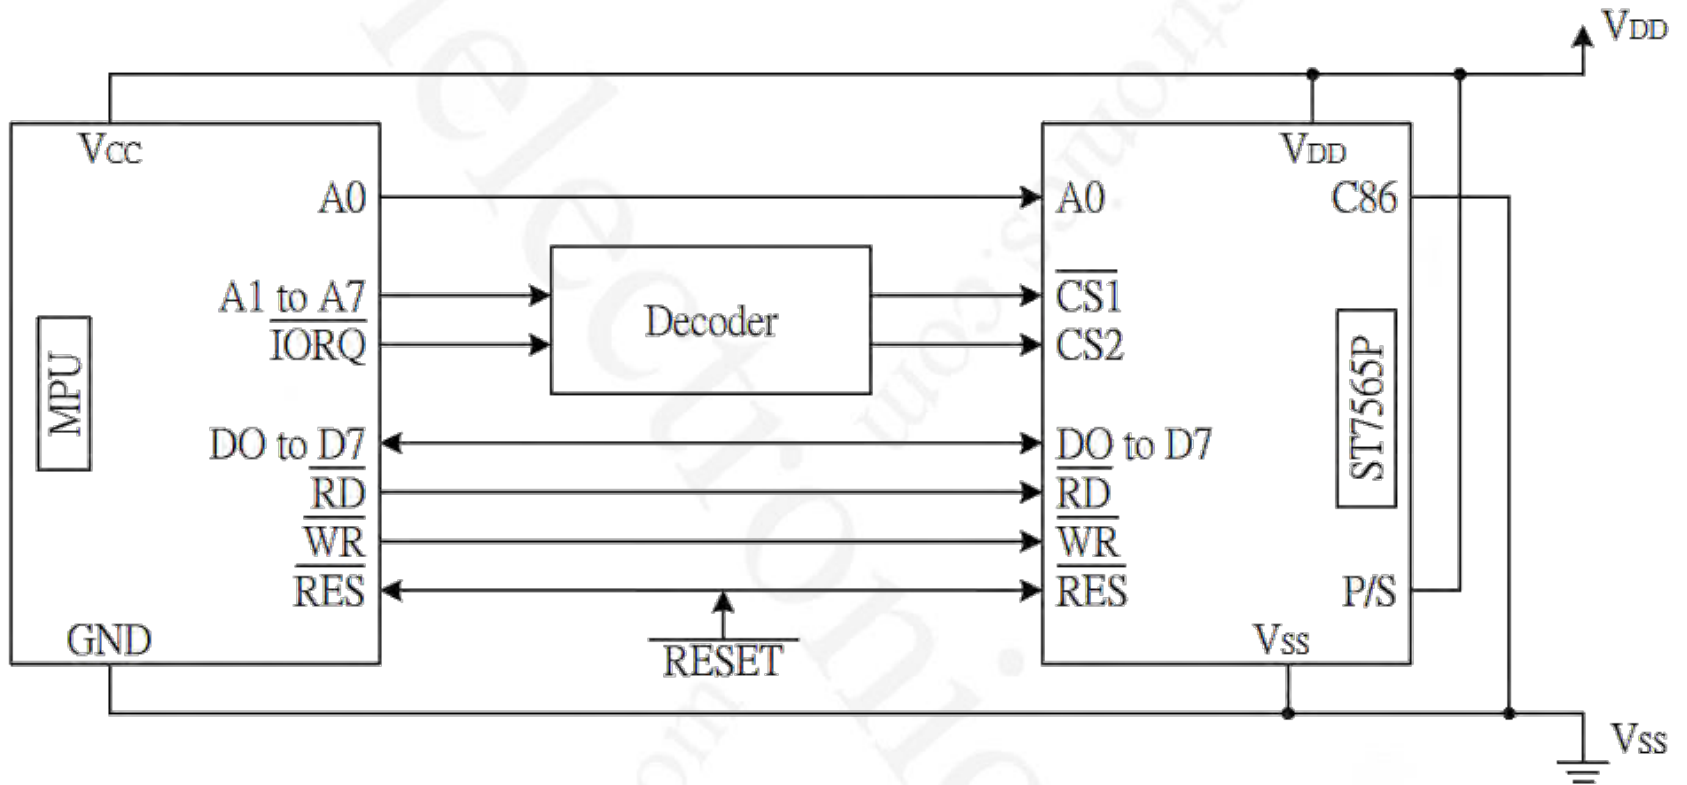 VDD
VCC
VDD
A0
A0
C86
A1 to A7
CS1
IORQ
Decoder
CS2
MPU
ST7565P
DO to D7
DO to D7
RD
RD
WR
WR
RES
RES
P/S
GND
RESET
VSS
VSS